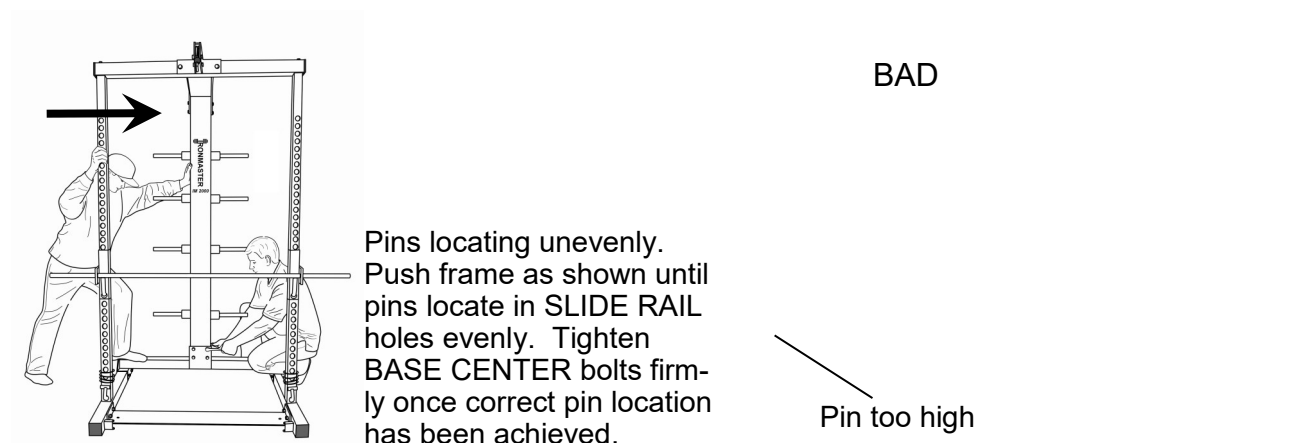 BAD
IRONMASTER
IM 2000
Pins locating unevenly.
Push frame as shown until
pins locate in SLIDE RAIL
holes evenly.  Tighten
BASE CENTER bolts firm-
ly once correct pin location
has been achieved.
Pin too high